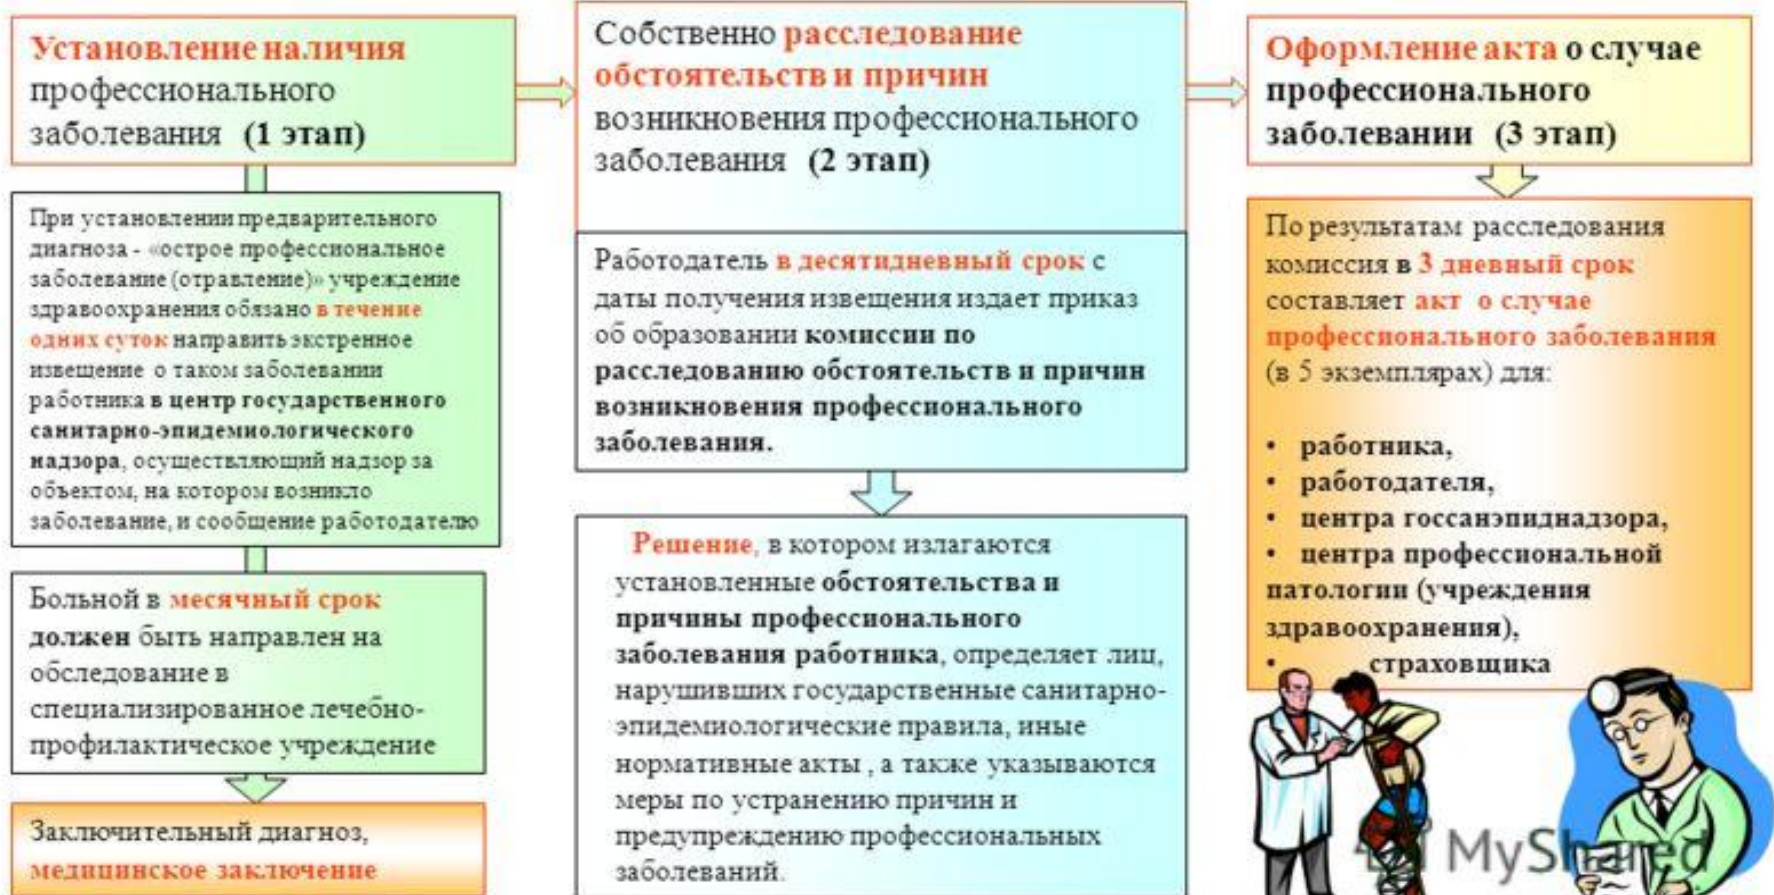 Установление наличия
профессионального
заболевания (1 этап)
При установлении предварительного
диагноза - «острое профессиональное
заболевание (отравление)» учреждение
здравоохранения обязано в течение
одних суток направить экстренное
извещение о таком заболевании
работника в центр государственного
санитарно-эпидемиологического
надзора, осуществляющий надзор за
объектом, на котором возникло
заболевание, и сообщение работодателю
Больной в месячный срок
должен быть направлен на
обследование в
специализированное лечебно-
профилактическое учреждение
Заключительный диагноз,
медицинское заключение
Собственно расследование
обстоятельств и причин
возникновения профессионального
заболевания (2 этап)
Работодатель в десятидневный срок с
даты получения извещения издает приказ
об образовании комиссии по
расследованию обстоятельств и причин
возникновения профессионального
заболевания.
Решение, в котором излагаются
установленные обстоятельства и
причины профессионального
заболевания работника, определяет лиц,
нарушивших государственные санитарно-
эпидемиологические правила, иные
нормативные акты , а также указываются
меры по устранению причин и
предупреждению профессиональных
заболеваний.
Оформление акта о случае
профессионального
заболевании (3 этап)
По результатам расследования
комиссия в 3 дневный срок
составляет акт о случае
профессионального заболевания
(в 5 экземплярах) для:
• работника,
• работодателя,
• центра госсанэпиднадзора,
• центра профессиональной
патологии (учреждения
здравоохранения),
• страховщика
MyShared